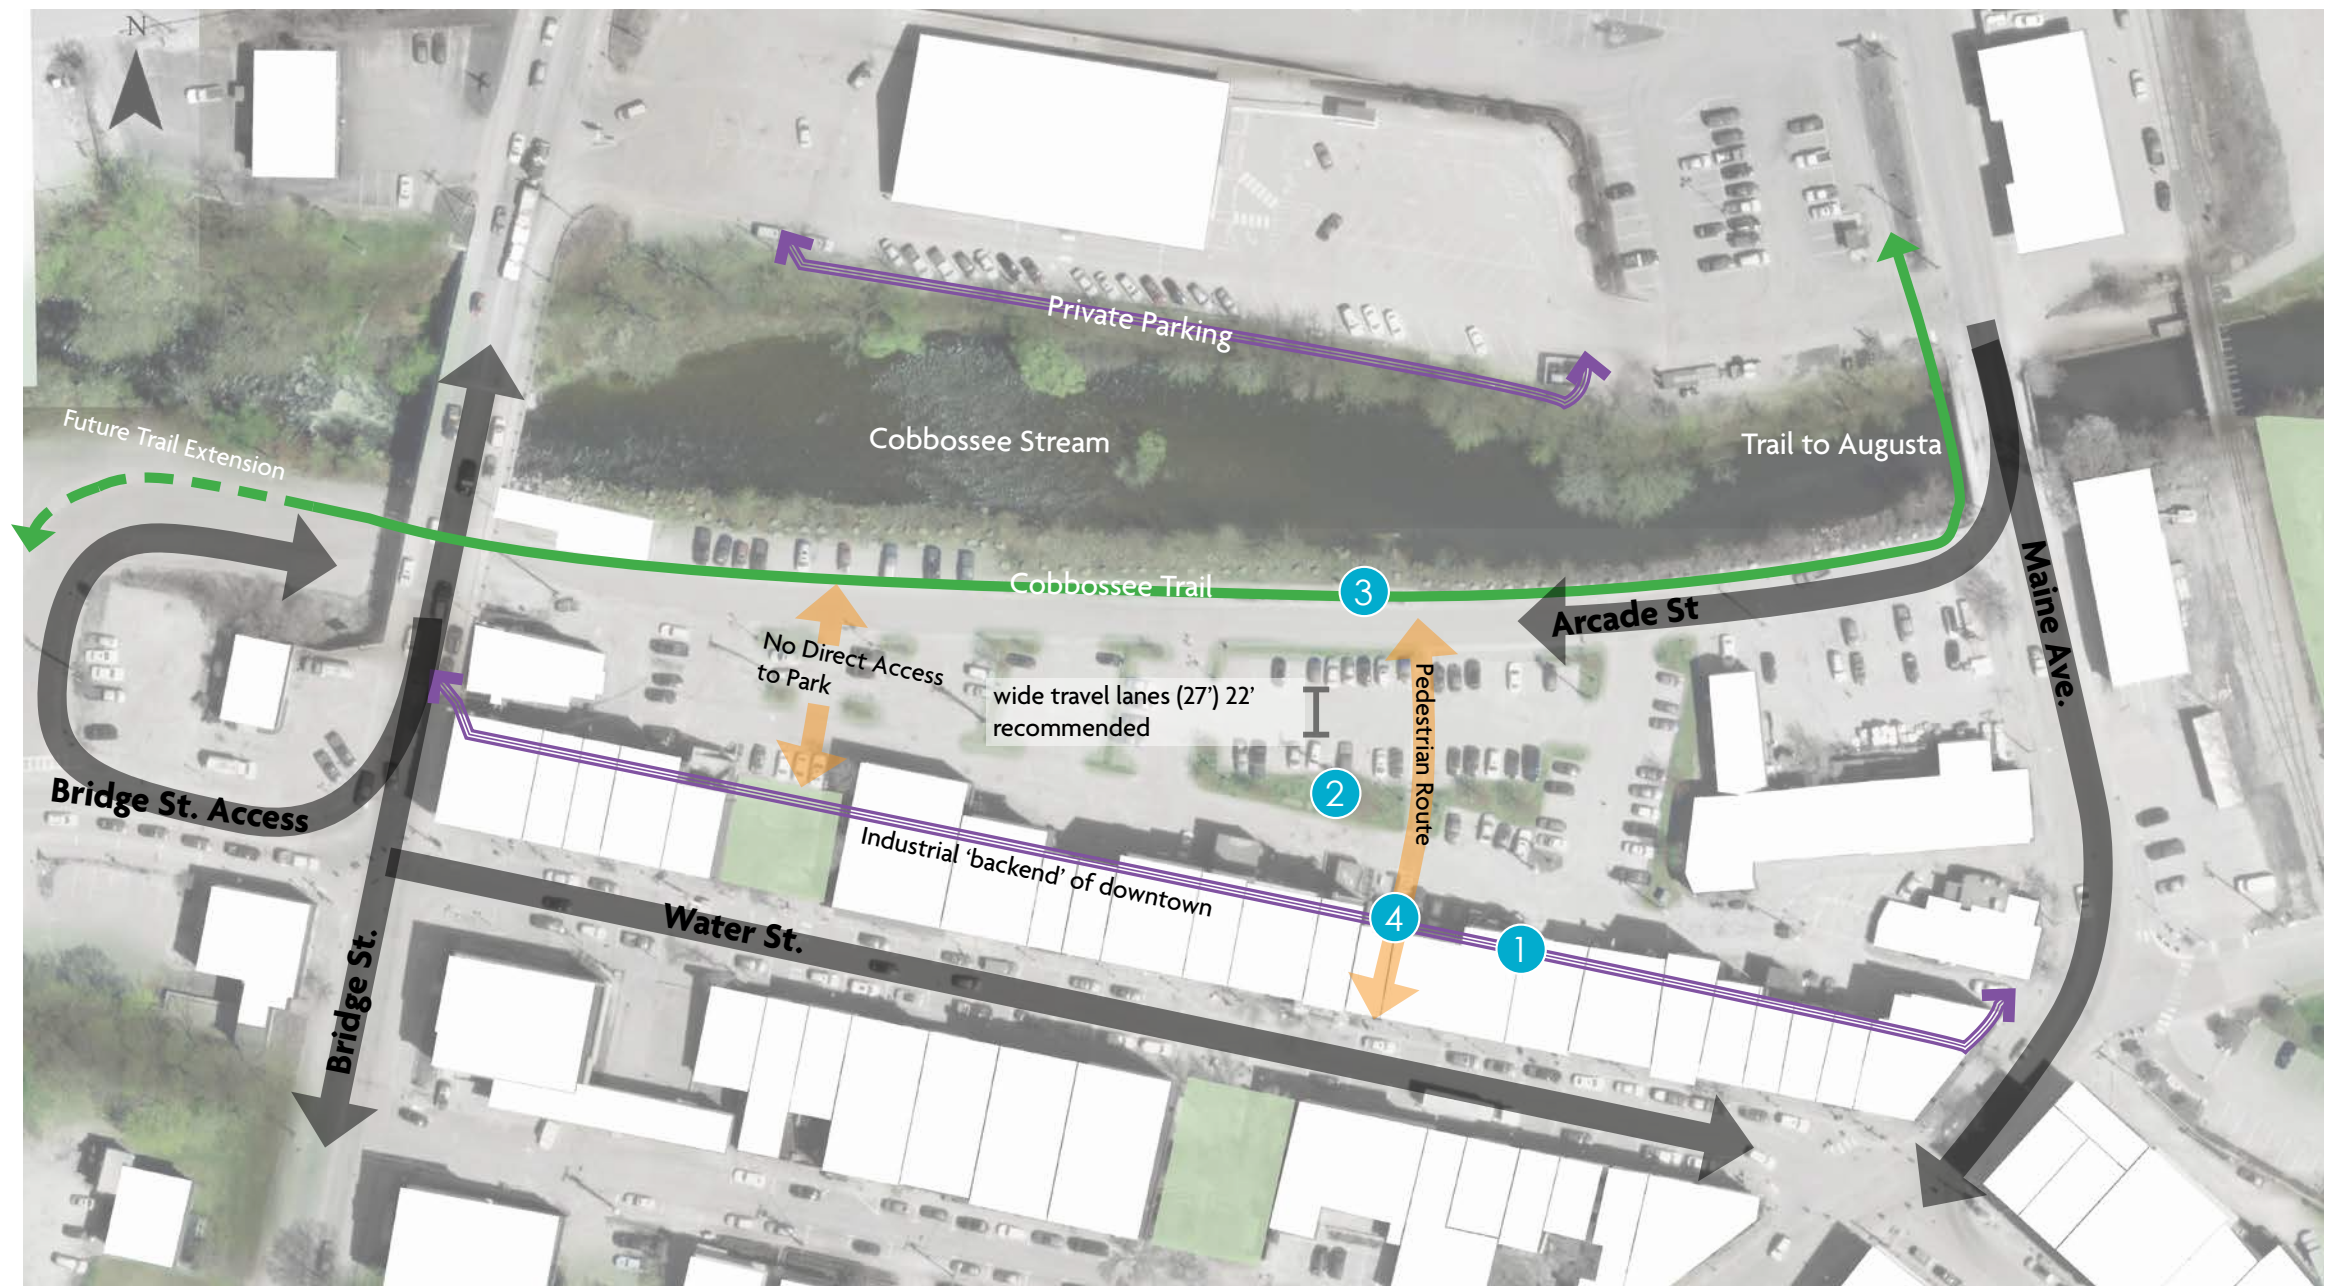 N
Private Parking
Future Trail Extension
Cobbossee Stream
Trail to Augusta
Cobbossee Trail
3
Arcade St
Maine Ave.
No Direct Access
to Park
wide travel lanes (27’) 22’
recommended
Pedestrian Route
2
Bridge St. Access
Industrial ‘backend’ of downtown
4
1
Water St.
Bridge St.